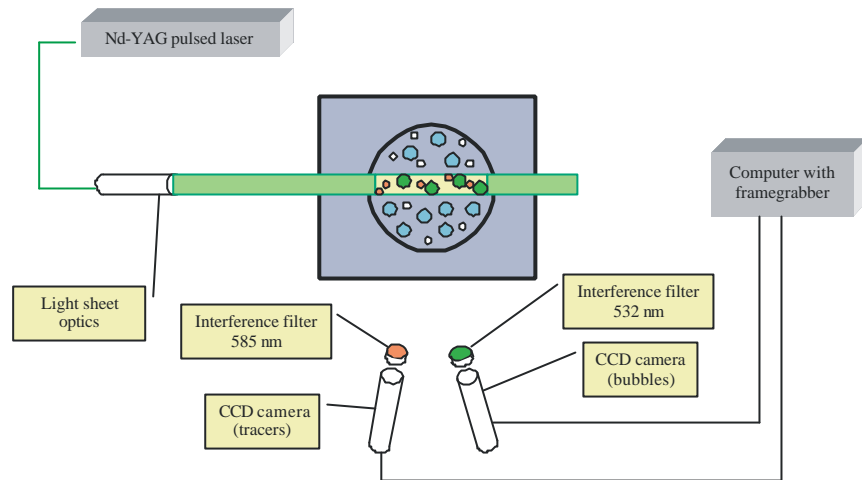 Nd-YAG pulsed laser
Computer with
framegrabber
Light sheet
optics
Interference filter
585 nm
Interference filter
532 nm
CCD camera
(bubbles)
CCD camera
(tracers)